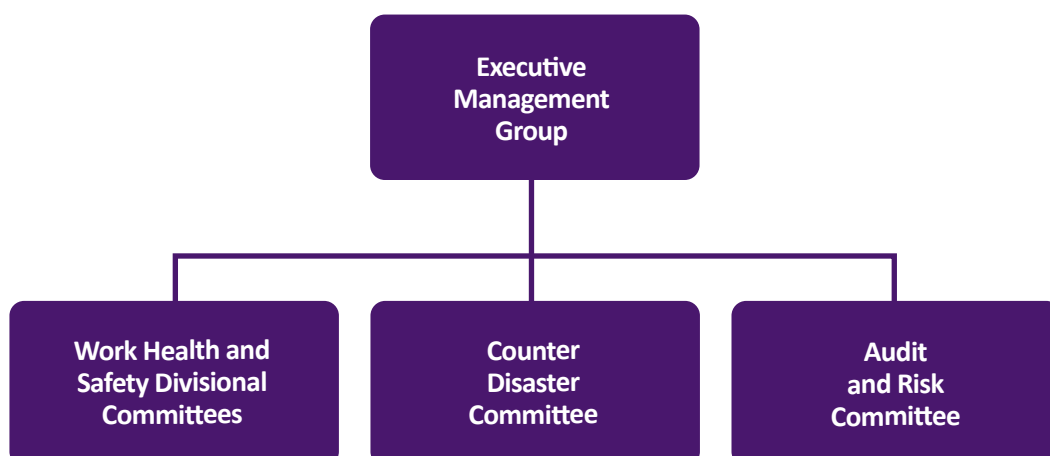 Executive
Management
Group
Work Health and
Safety Divisional
Committees
Counter
Disaster
Committee
Audit
and Risk
Committee